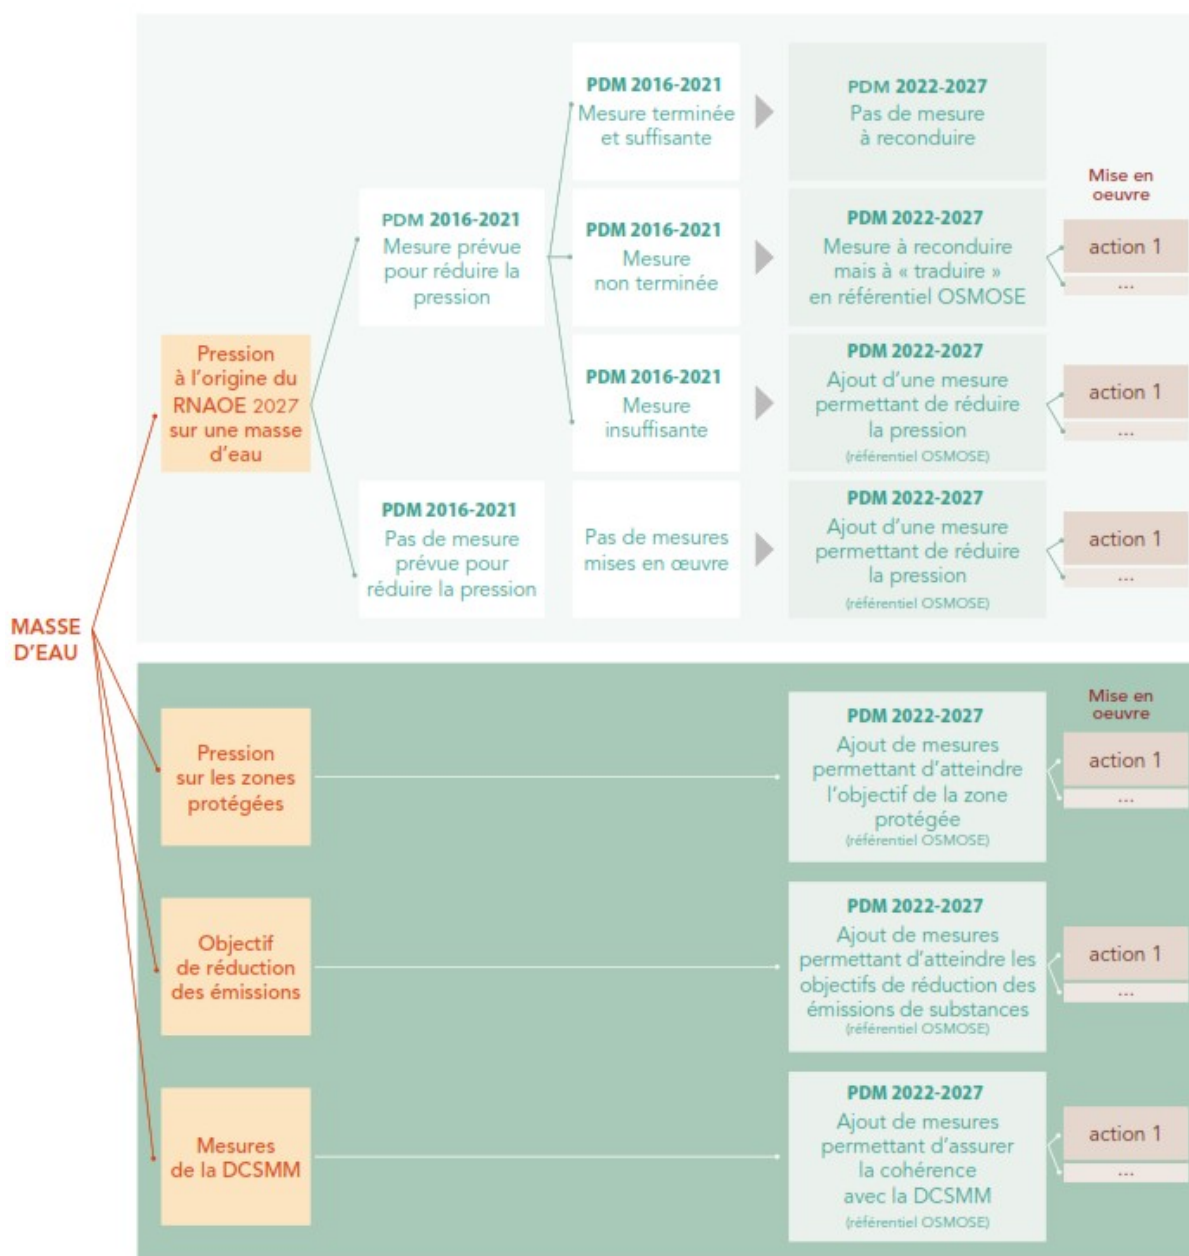 MASSE
D'EAU
Pression
à l'origine du
RNAOE 2027
sur une masse
d'eau
PDM 2016-2021
Mesure prévue
pour réduire la
pression
PDM 2016-2021
Mesure terminée
et suffisante
PDM 2022-2027
Pas de mesure
à reconduire
PDM 2016-2021
Mesure
non terminée
PDM 2022-2027
Mesure à reconduire
mais à « traduire »
en référentiel OSMOSE
Mise en
oeuvre
action 1
...
PDM 2016-2021
Mesure
insuffisante
PDM 2022-2027
Ajout d'une mesure
permettant de réduire
la pression
(référentiel OSMOSE)
action 1
...
PDM 2016-2021
Pas de mesure
prévue pour
réduire la pression
Pas de mesures
mises en œuvre
PDM 2022-2027
Ajout d'une mesure
permettant de réduire
la pression
(référentiel OSMOSE)
action 1
...
Pression
sur les zones
protégées
PDM 2022-2027
Ajout de mesures
permettant d'atteindre
l'objectif de la zone
protégée
(référentiel OSMOSE)
Mise en
oeuvre
action 1
...
Objectif
de réduction
des émissions
PDM 2022-2027
Ajout de mesures
permettant d'atteindre les
objectifs de réduction des
émissions de substances
(référentiel OSMOSE)
action 1
...
Mesures
de la DCSMM
PDM 2022-2027
Ajout de mesures
permettant d'assurer
la cohérence
avec la DCSMM
(référentiel OSMOSE)
action 1
...